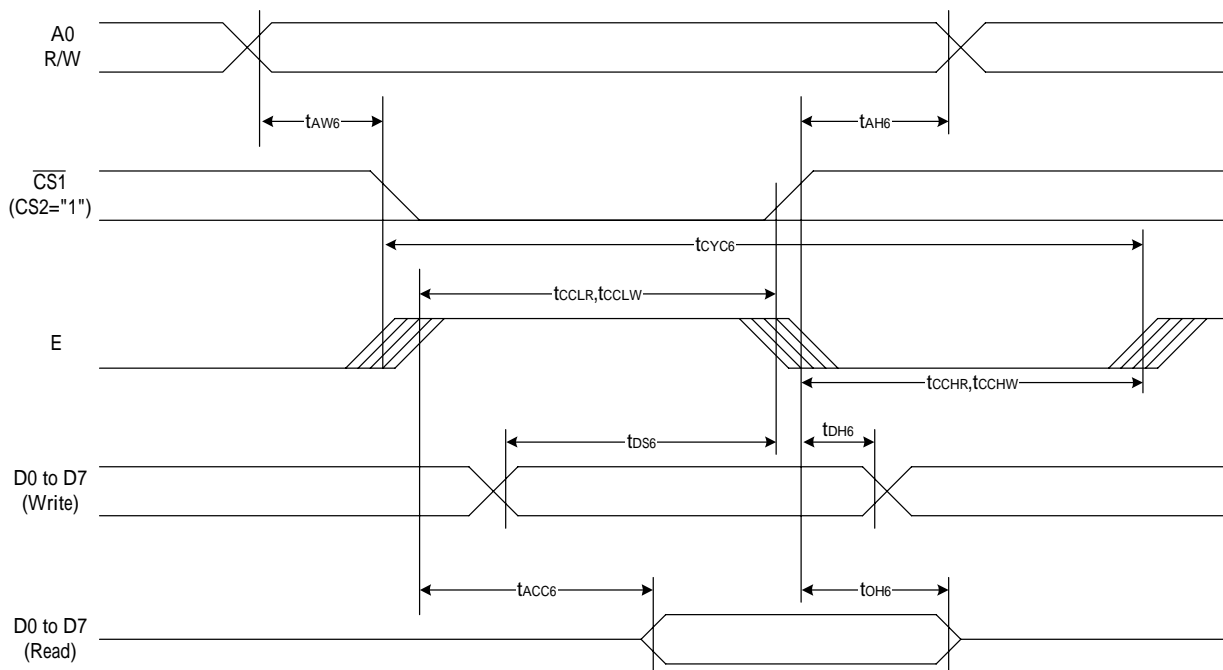 A0
R/W
tAW6
tAH6
CS1
(CS2="1")
tCYC6
tCCLR,tCCLW
E
tCCHR,tCCHW
tDS6
tDH6
D0 to D7
(Write)
tACC6
tOH6
D0 to D7
(Read)